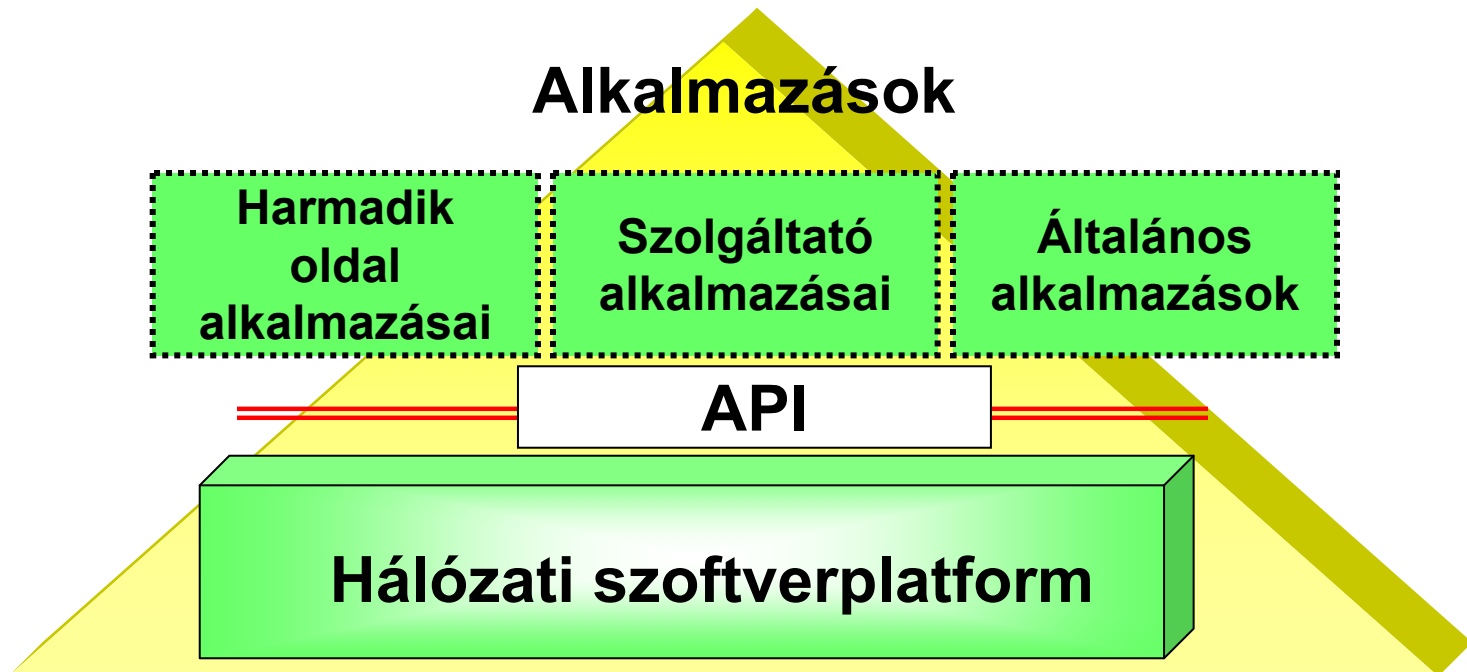 Alkalmazások
Harmadik
oldal
alkalmazásai
Szolgáltató
alkalmazásai
Általános
alkalmazások
API
Hálózati szoftverplatform